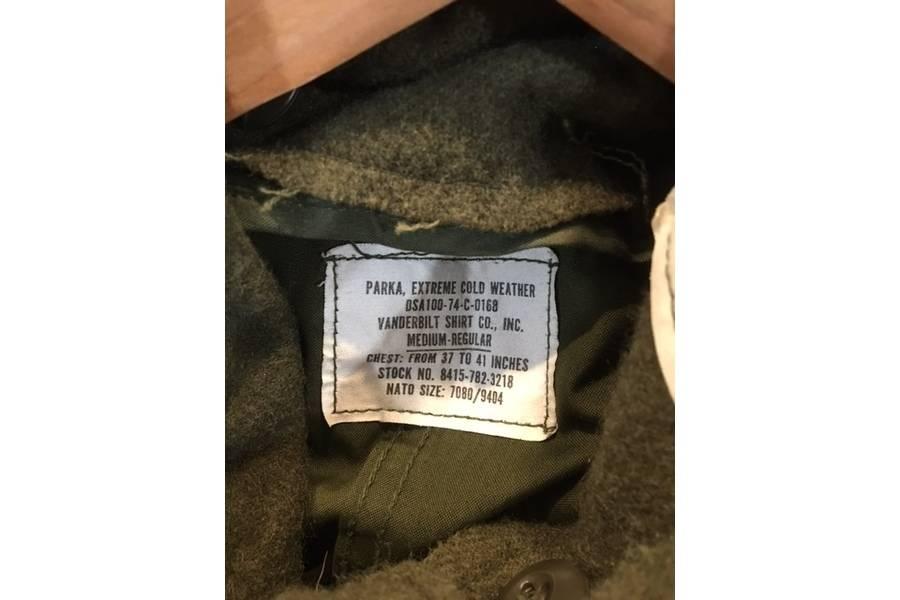 PARKA, EXTREME COLD WEATHER
DSA100-74-C-0168
VANDERBILT SHIRT CO., INC.
MEDIUM-REGULAR
CHEST: FROM 37 TO 41 INCHES
STOCK NO. 8415-782-3218
NATO SIZE: 7080/9404